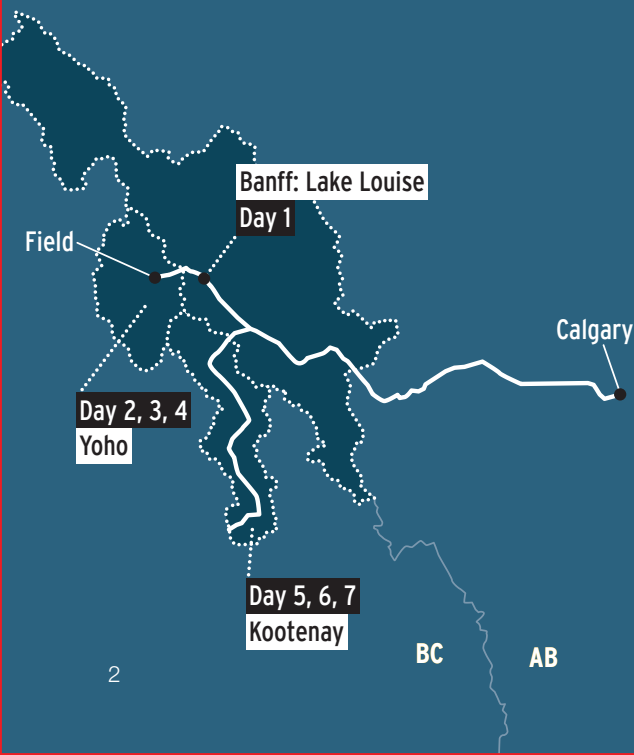 Banff: Lake Louise
Day 1
Field
Calgary
Day 2, 3, 4
Yoho
Day 5, 6, 7
Kootenay
BC
AB
2